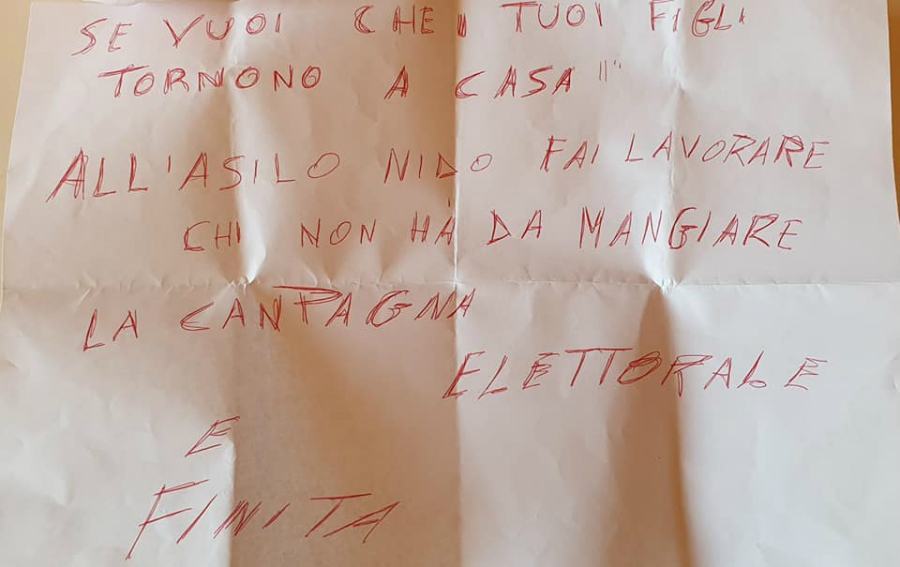 SE VUOI CHE I TUOI FIGLI
TORNONO A CASA "
ALL'ASILO NIDO FAI LAVORARE
CHI NON HÀ DA MANGIARE
LA CANPAGNA
ELETTORALE
E
FINITA